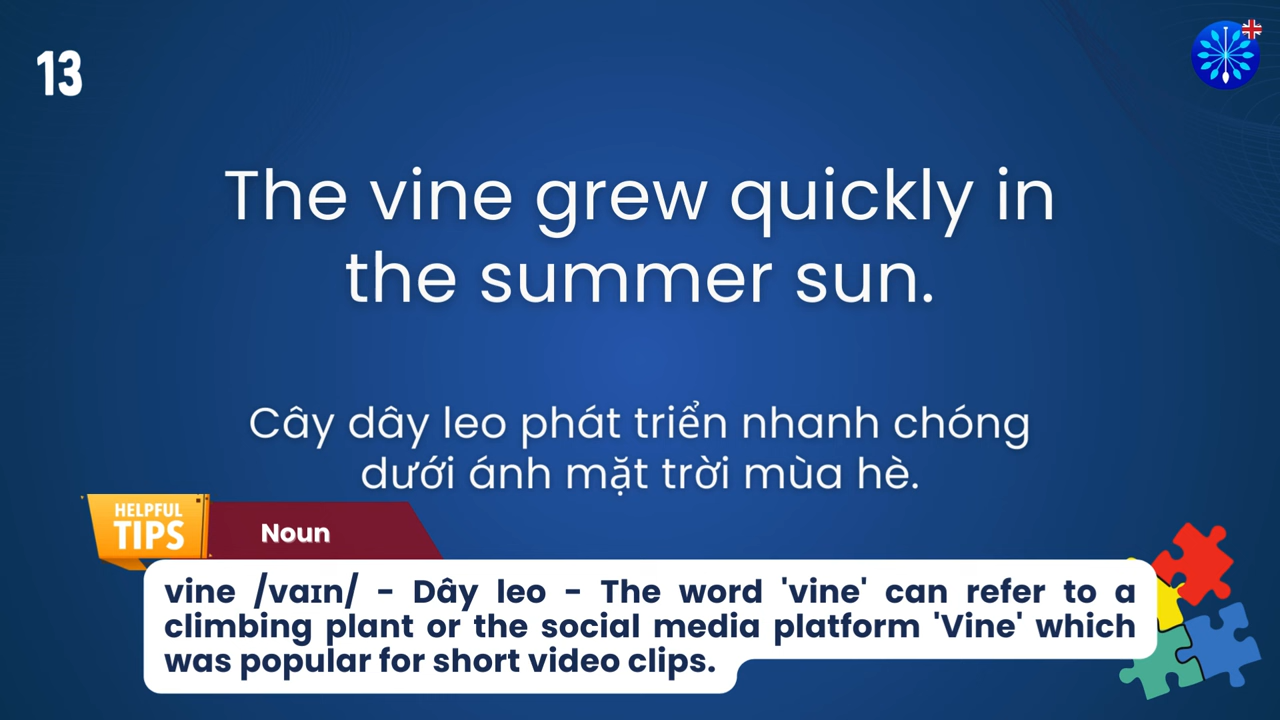 13
The vine grew quickly in
the summer sun.
Cây dây leo phát triển nhanh chóng
dưới ánh mặt trời mùa hè.
HELPFUL
TIPS
Noun
vine /vaɪn/ - Dây leo - The word 'vine' can refer to a
climbing plant or the social media platform 'Vine' which
was popular for short video clips.